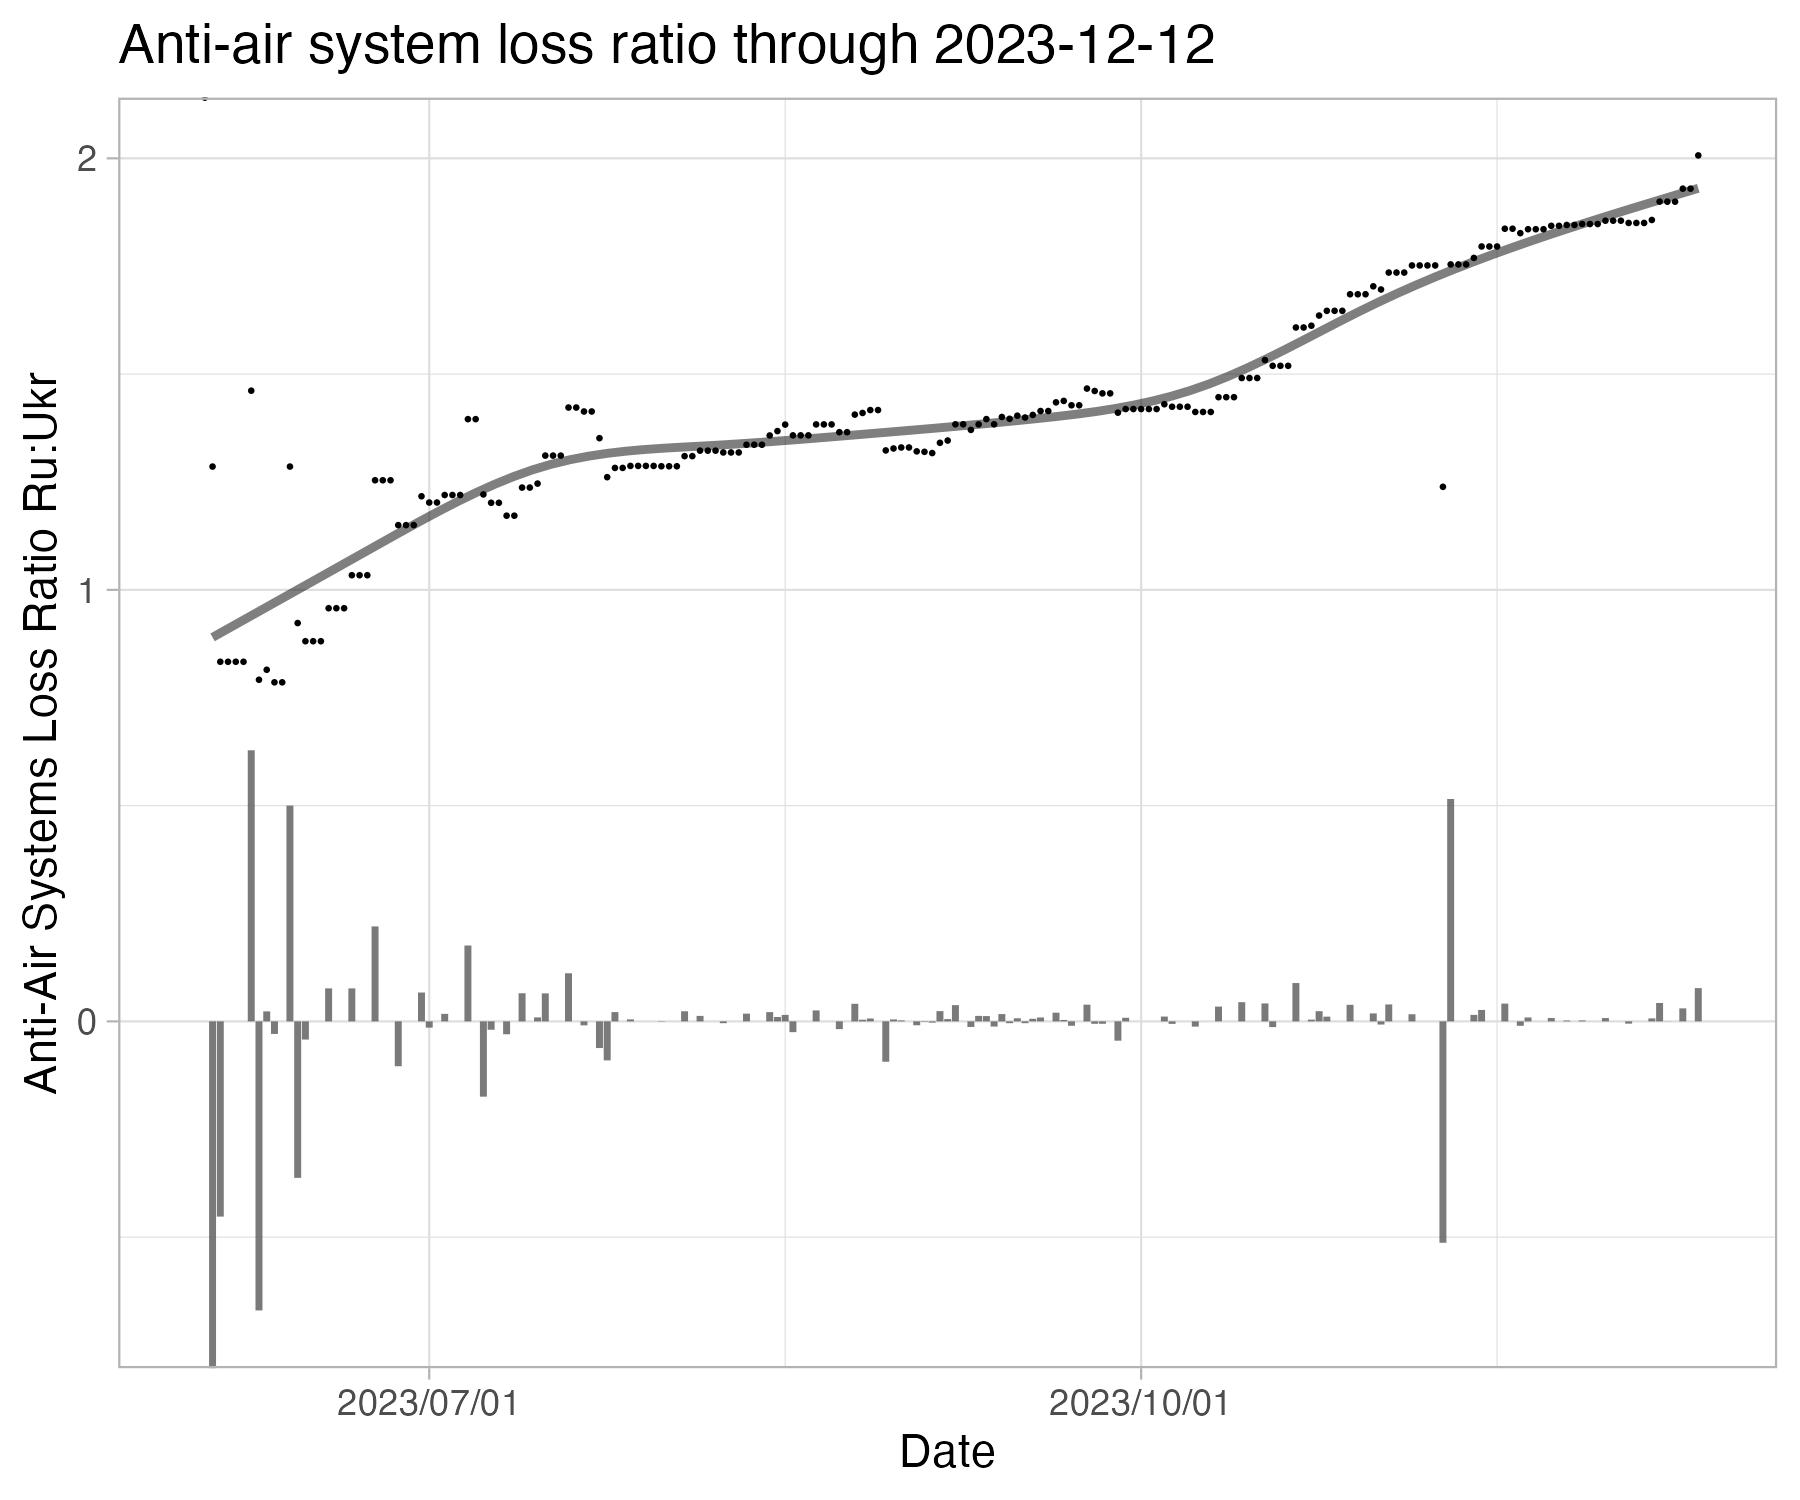 Anti-air system loss ratio through 2023-12-12
Anti-Air Systems Loss Ratio Ru:Ukr
2
1
0
2023/07/01
2023/10/01
Date